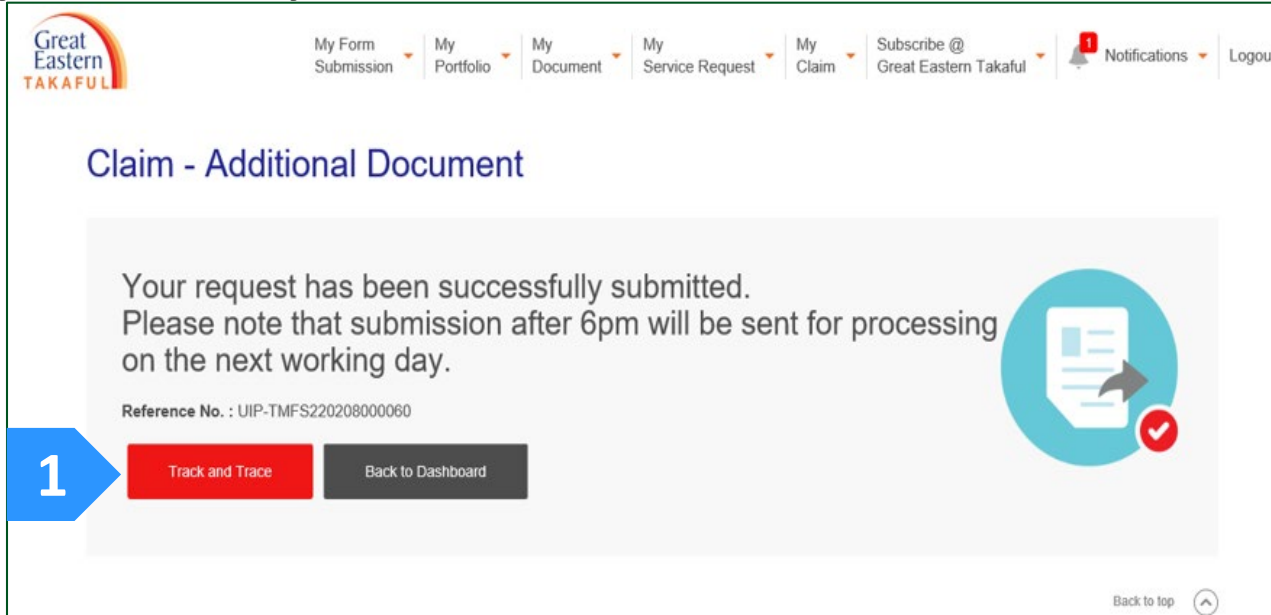 Great
Eastern
TAKAFUL
My Form
Submission
My
Portfolio
My
Document
My
Service Request
My
Claim
Subscribe @
Great Eastern Takaful
1
Notifications
Logou
Claim - Additional Document
Your request has been successfully submitted.
Please note that submission after 6pm will be sent for processing
on the next working day.
Reference No. : UIP-TMFS220208000060
1
Track and Trace
Back to Dashboard
Back to top